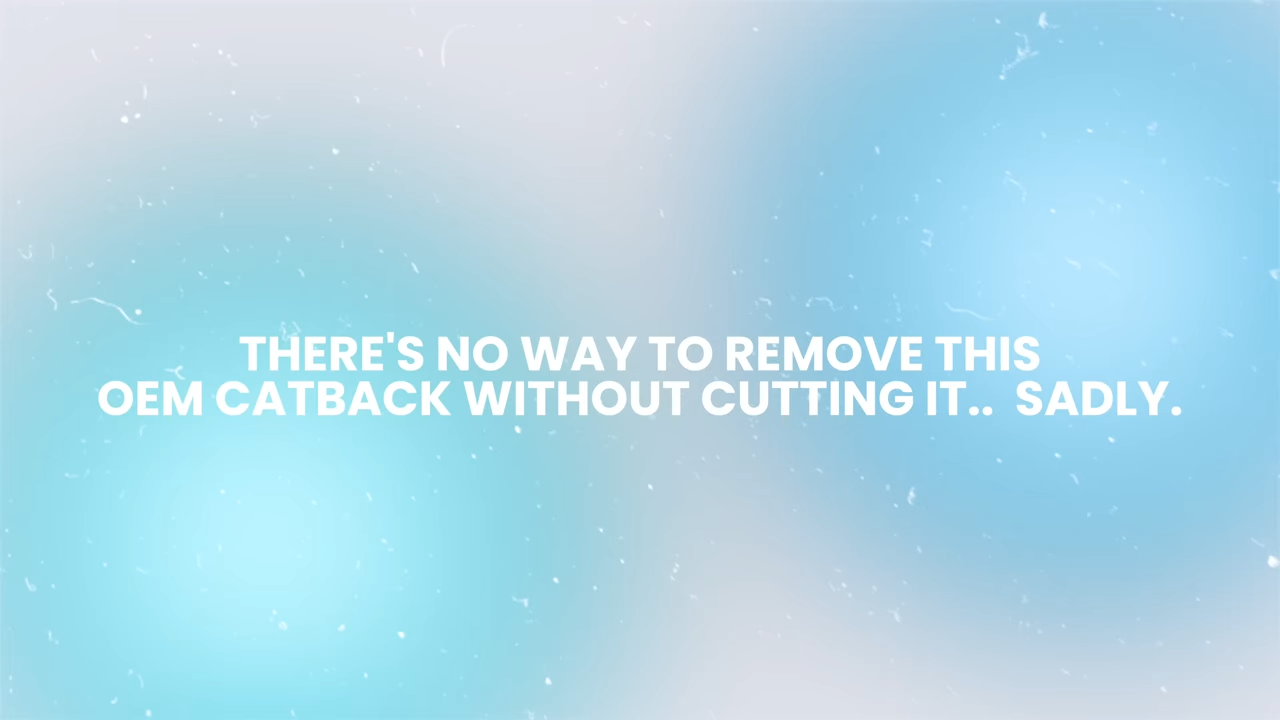 THERE'S NO WAY TO REMOVE THIS
OEM CATBACK WITHOUT CUTTING IT..  SADLY.